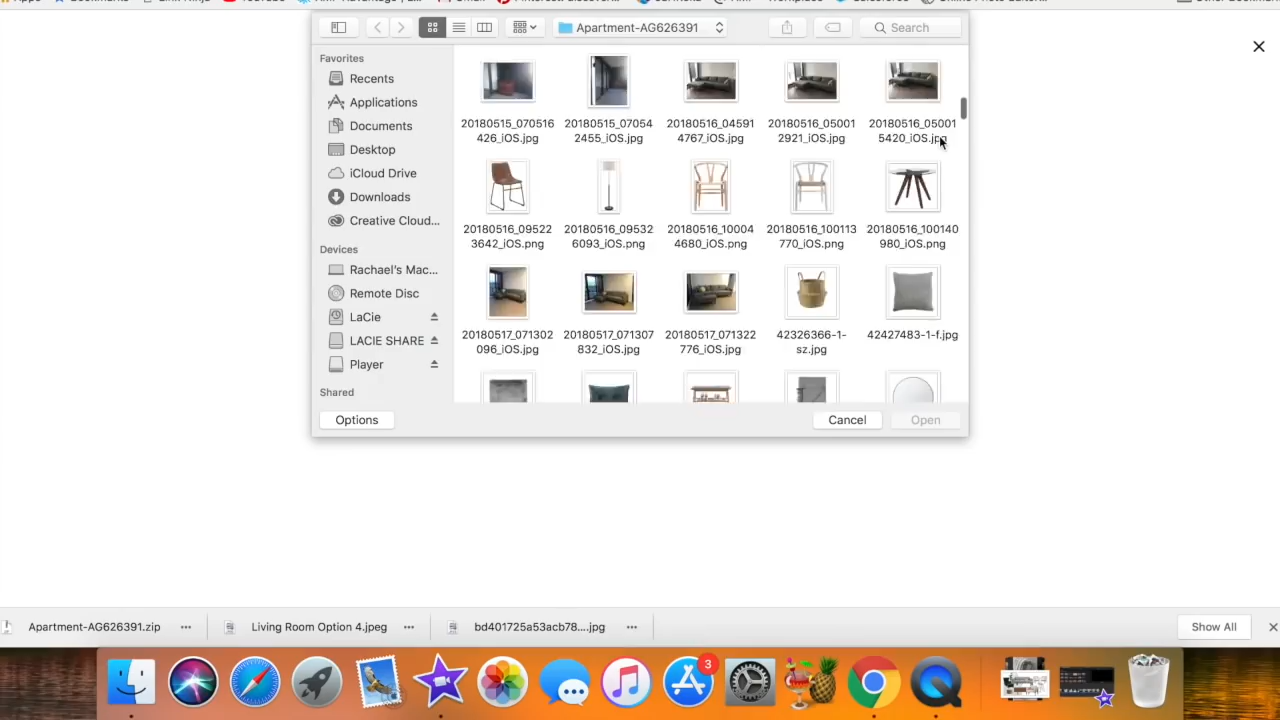 Apartment-AG626391
Search
Favorites
Recents
Applications
Documents
Desktop
iCloud Drive
Downloads
Creative Cloud...
Devices
Rachael's Mac...
Remote Disc
LaCie
LACIE SHARE
Player
Shared
20180515_070516
426_iOS.jpg
20180515_07054
2455_iOS.jpg
20180516_04591
4767_iOS.jpg
20180516_05001
2921_iOS.jpg
20180516_05001
5420_iOS.jpg
20180516_09522
3642_iOS.png
20180516_09532
6093_iOS.png
20180516_10004
4680_iOS.png
20180516_100113
770_iOS.png
20180516_100140
980_iOS.png
20180517_071302
096_iOS.jpg
20180517_071307
832_iOS.jpg
20180517_071322
776_iOS.jpg
42326366-1-
sz.jpg
42427483-1-f.jpg
Options
Cancel
Open
Apartment-AG626391.zip
Living Room Option 4.jpeg
bd401725a53acb78....jpg
Show All
3